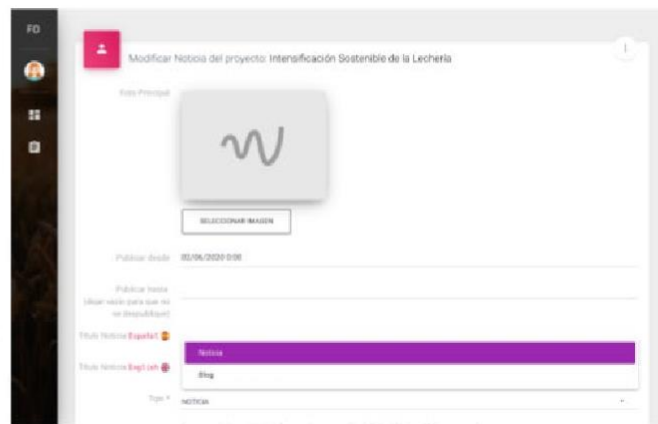 FO
Modificar Noticia del proyecto: Intensificación Sostenible de la Lechería
Foto Principal
SELECCIONAR IMAGEN
Publicar desde
02/06/2020 0:00
Publicar hasta
(dejar vacío para que no
se despublique)
Título Noticia Español
Noticia
Título Noticia English
Blog
Tipo *
NOTICIA